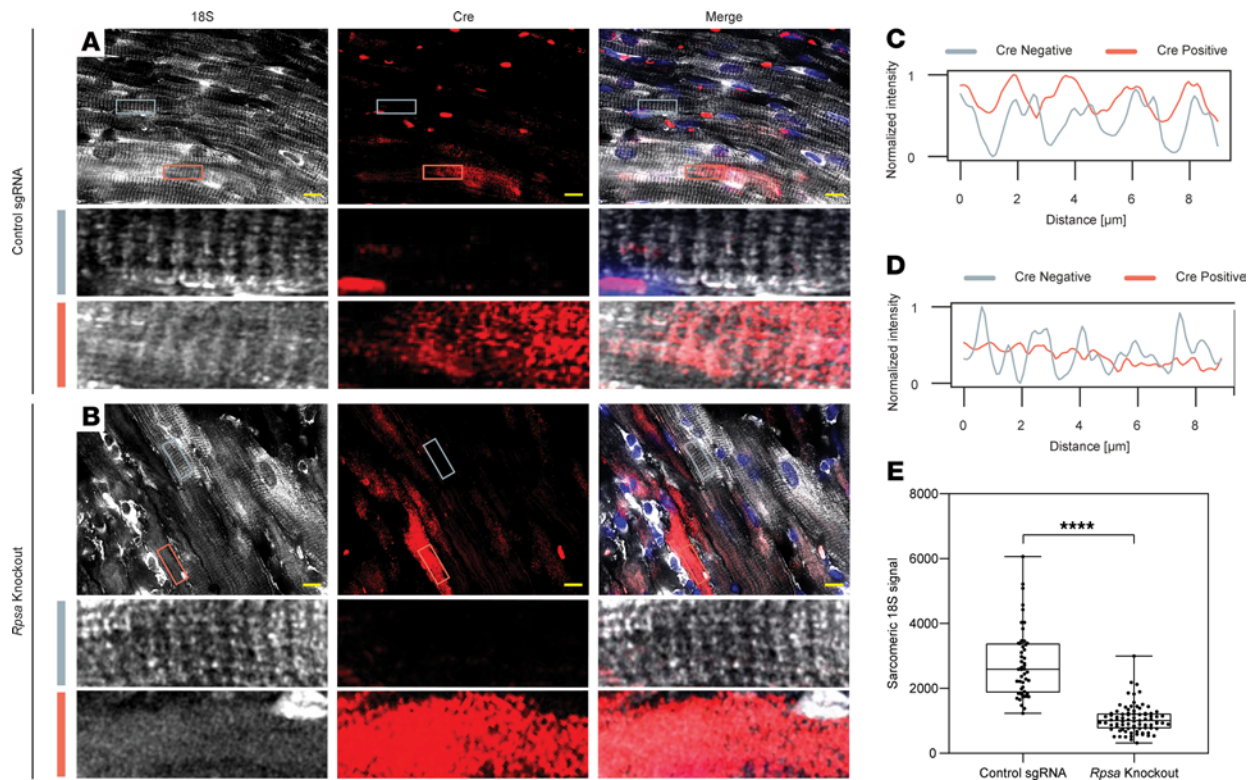 18S Cre Merge
A
Control sgRNA
B
Rpsa Knockout
C
Cre Negative Cre Positive
Normalized intensity
1
0
0 2 4 6 8
Distance [µm]
D
Cre Negative Cre Positive
Normalized intensity
1
0
0 2 4 6 8
Distance [µm]
E
Sarcomeric 18S signal
8000
6000
4000
2000
0
****
Control sgRNA Rpsa Knockout